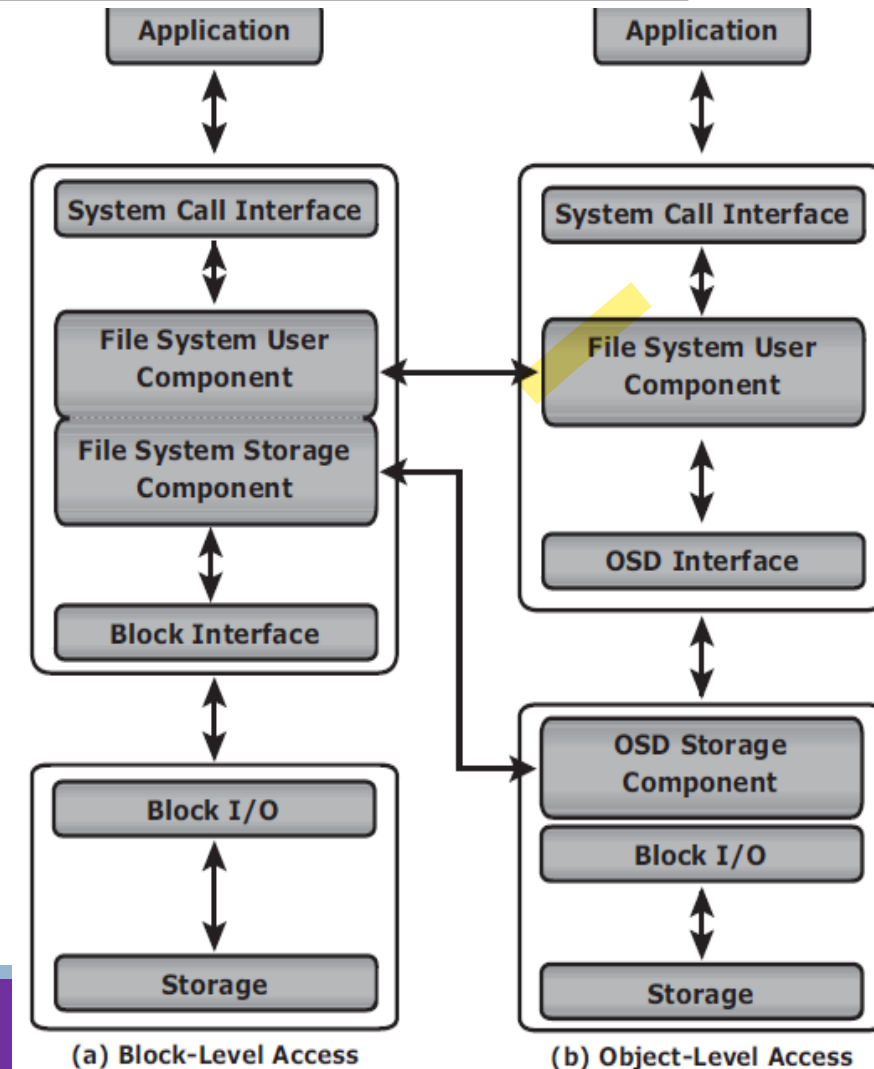 Application
System Call Interface
File System User
Component
File System Storage
Component
Block Interface
Block I/O
Storage
(a) Block-Level Access
Application
System Call Interface
File System User
Component
OSD Interface
OSD Storage
Component
Block I/O
Storage
(b) Object-Level Access